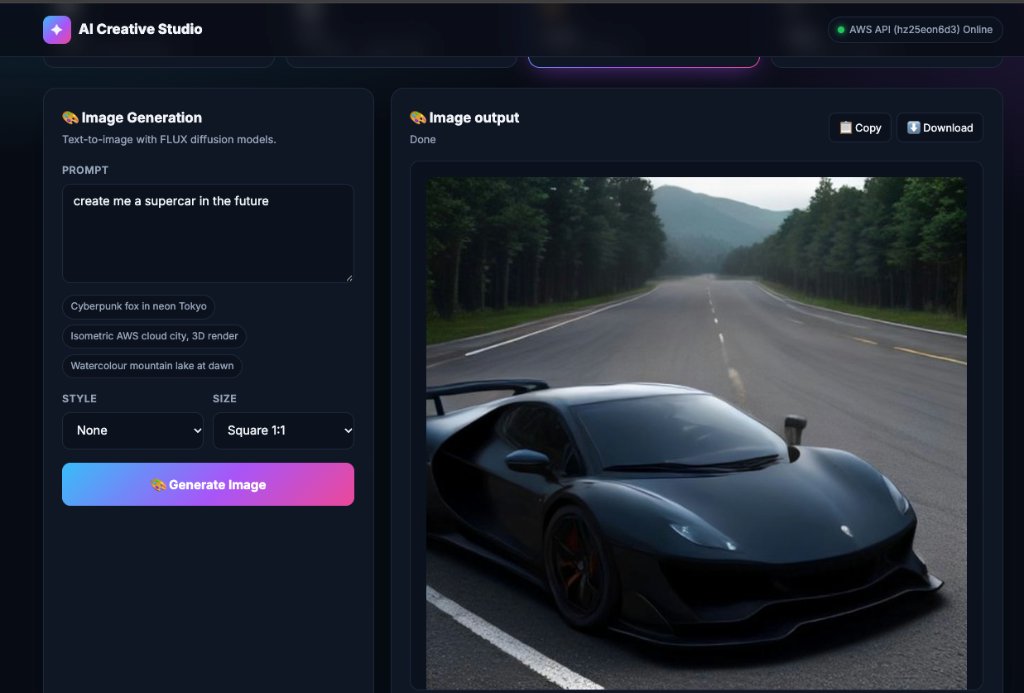 AI Creative Studio
AWS API (hz25eon6d3) Online
🎨 Image Generation
Text-to-image with FLUX diffusion models.
PROMPT
create me a supercar in the future
Cyberpunk fox in neon Tokyo
Isometric AWS cloud city, 3D render
Watercolour mountain lake at dawn
STYLE
SIZE
None
Square 1:1
🎨 Generate Image
🎨 Image output
Done
📋 Copy
⬇️ Download